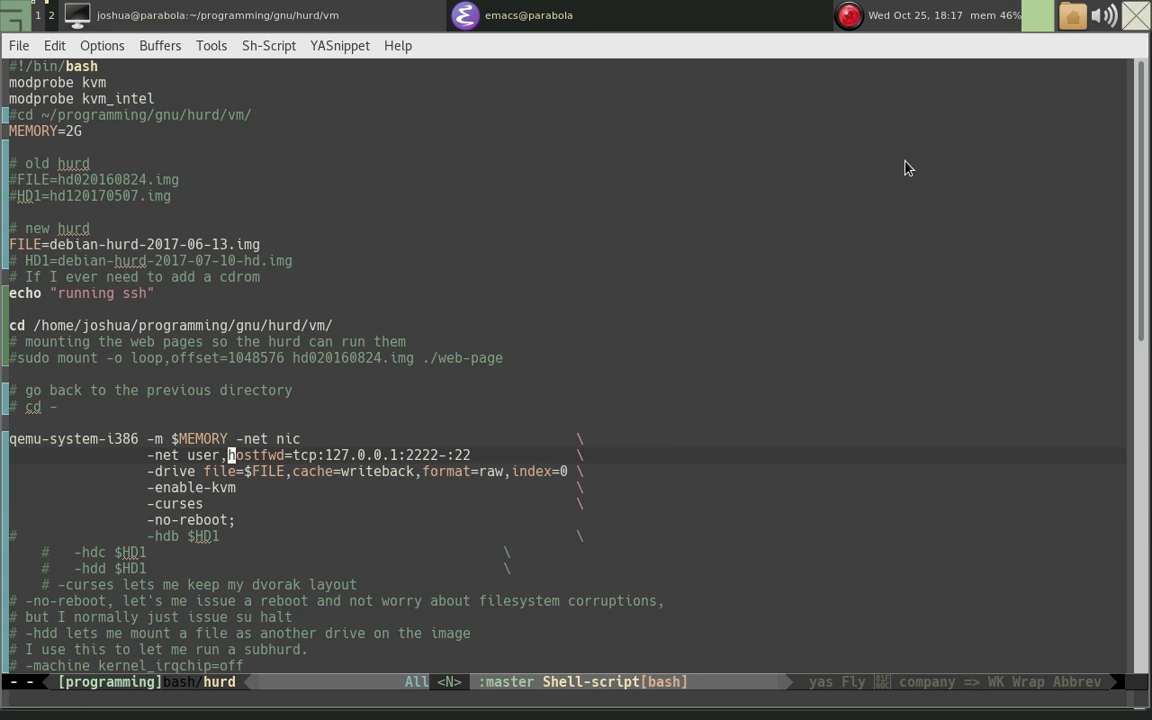 1 2 joshua@parabola:~/programming/gnu/hurd/vm/ emacs@parabola Wed Oct 25, 18:17 mem 46%
File Edit Options Buffers Tools Sh-Script YASnippet Help
#!/bin/bash
modprobe kvm
modprobe kvm_intel
#cd ~/programming/gnu/hurd/vm/
MEMORY=2G
# old hurd
#FILE=hd020160824.img
#HD1=hd120170507.img
# new hurd
FILE=debian-hurd-2017-06-13.img
# HD1=debian-hurd-2017-07-10-hd.img
# If I ever need to add a cdrom
echo "running ssh"
cd /home/joshua/programming/gnu/hurd/vm/
# mounting the web pages so the hurd can run them
#sudo mount -o loop,offset=1048576 hd020160824.img ./web-page
# go back to the previous directory
# cd -
qemu-system-i386 -m $MEMORY -net nic \
-net user,hostfwd=tcp:127.0.0.1:2222-:22 \
-drive file=$FILE,cache=writeback,format=raw,index=0 \
-enable-kvm \
-curses \
-no-reboot;
# -hdb $HD1 \
# -hdc $HD1 \
# -hdd $HD1 \
# -curses lets me keep my dvorak layout
# -no-reboot, let's me issue a reboot and not worry about filesystem corruptions,
# but I normally just issue su halt
# -hdd lets me mount a file as another drive on the image
# I use this to let me run a subhurd.
# -machine kernel_irqchip=off
- - [programming]bash/hurd All <N> :master Shell-script[bash] yas Fly company => WK Wrap Abbrev